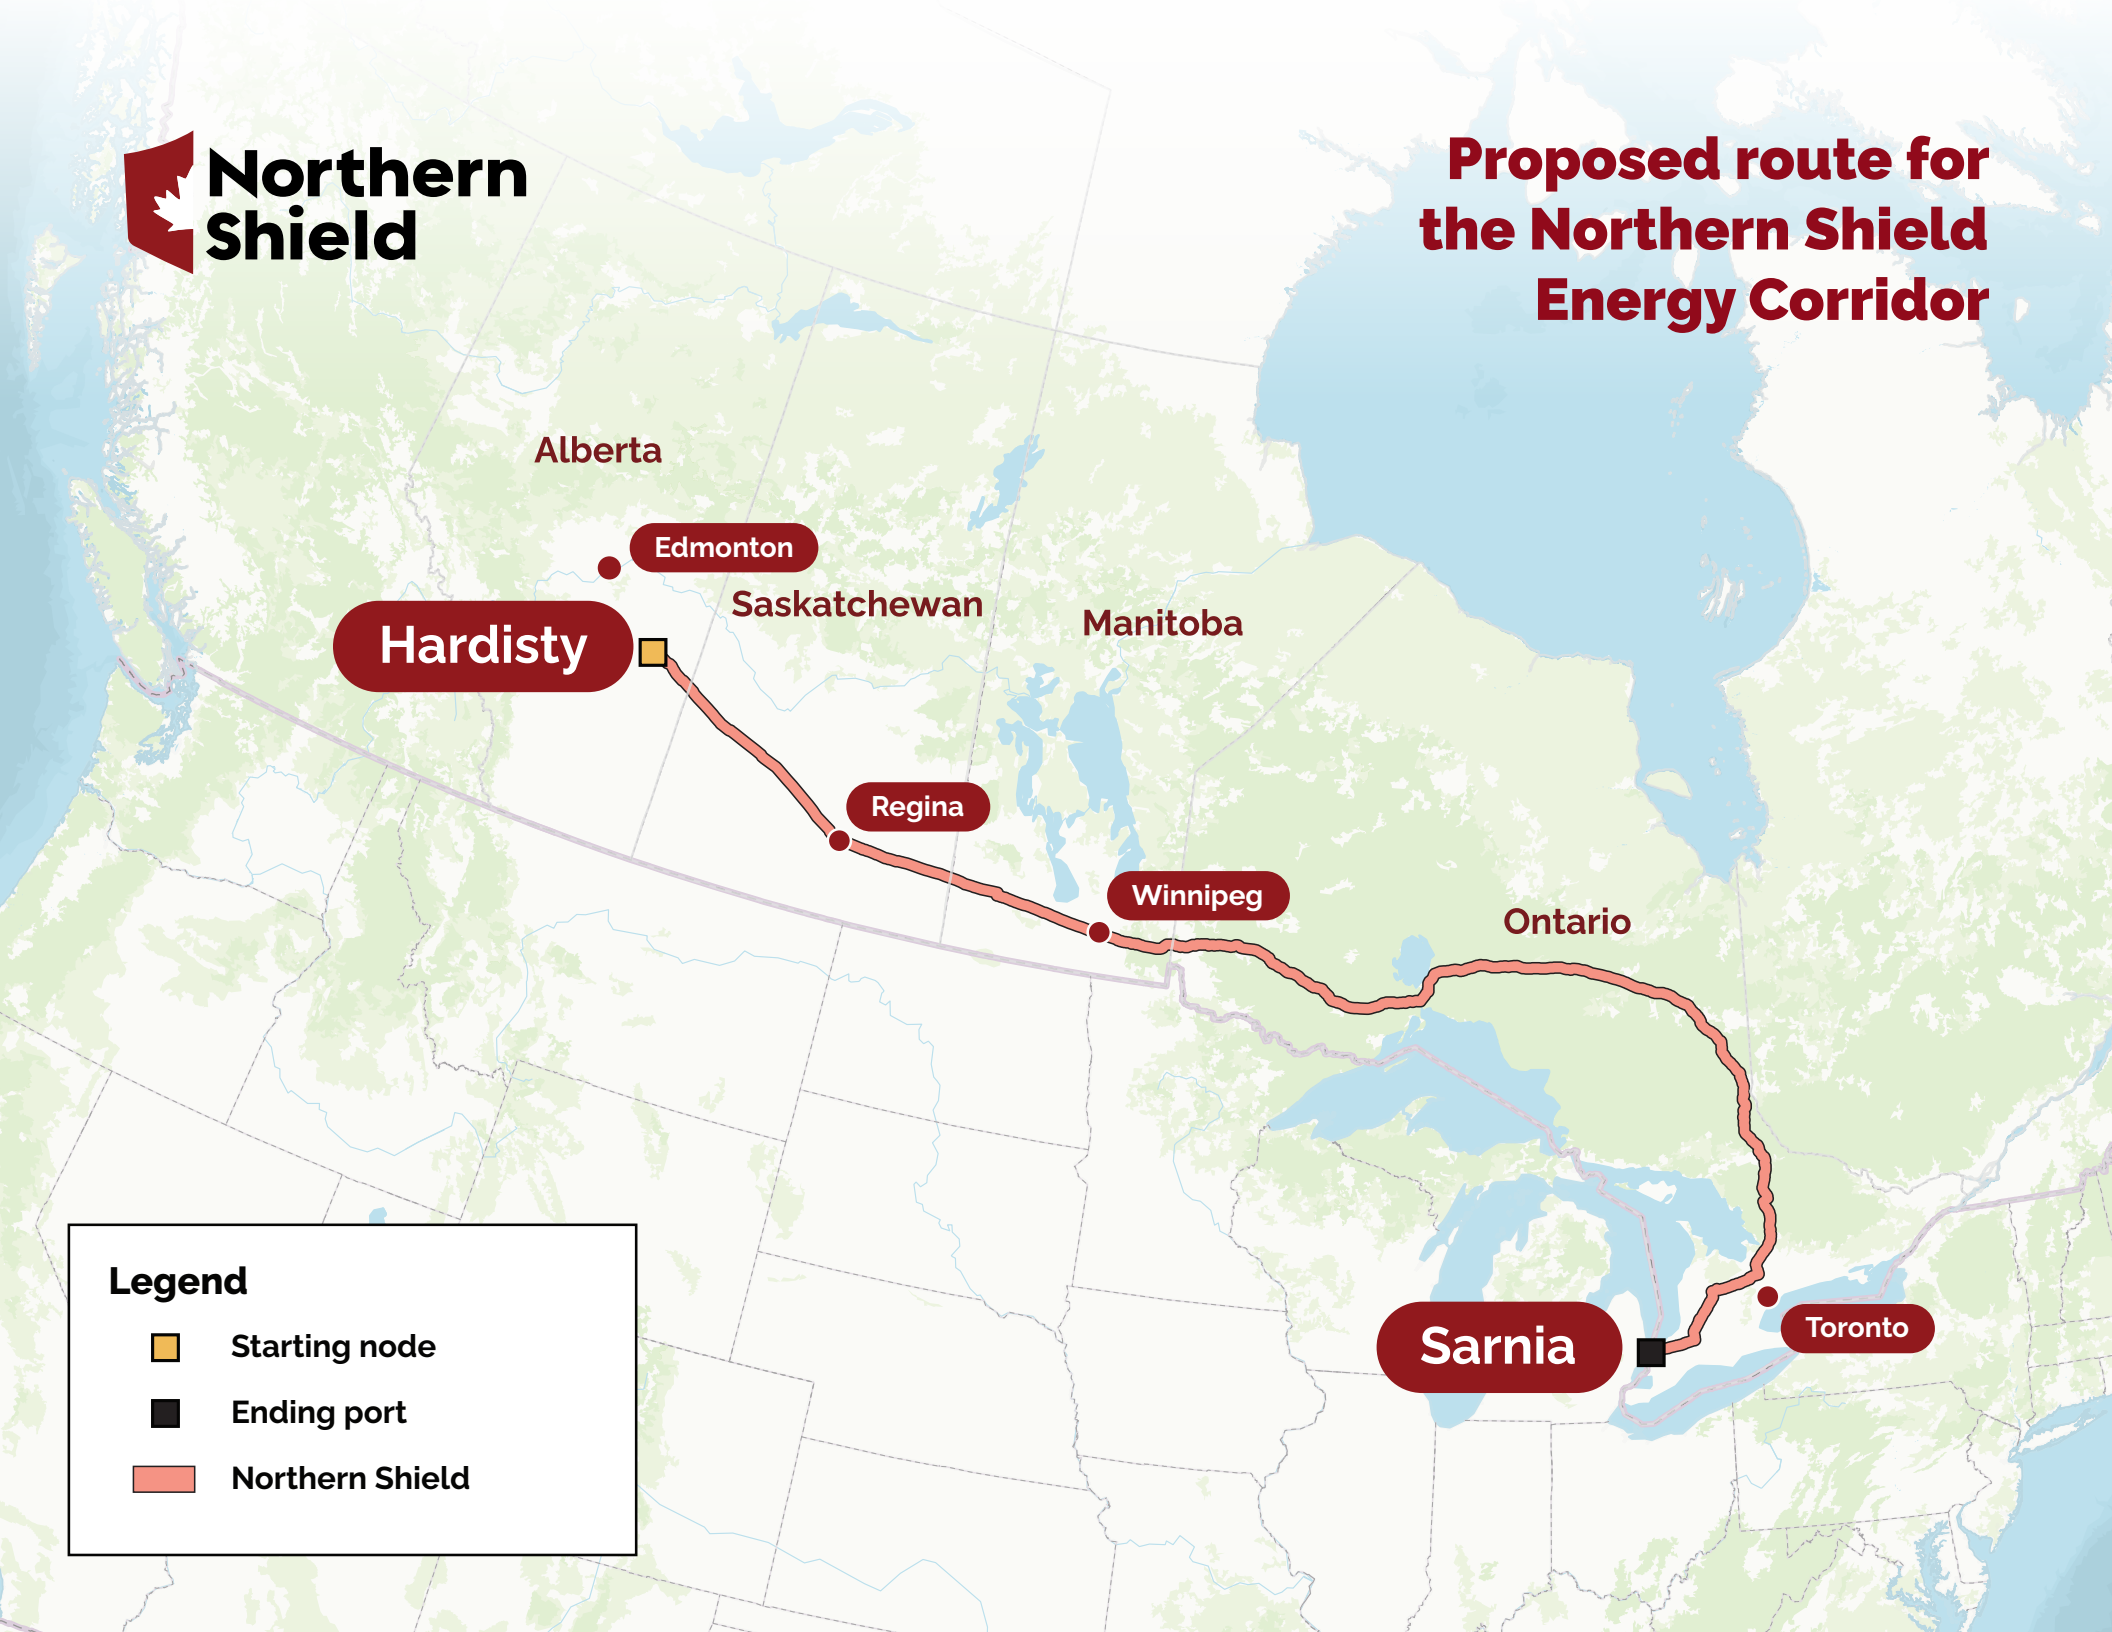 Northern
Shield
Proposed route for
the Northern Shield
Energy Corridor
Alberta
Edmonton
Saskatchewan
Manitoba
Hardisty
Regina
Winnipeg
Ontario
Toronto
Sarnia
Legend
Starting node
Ending port
Northern Shield